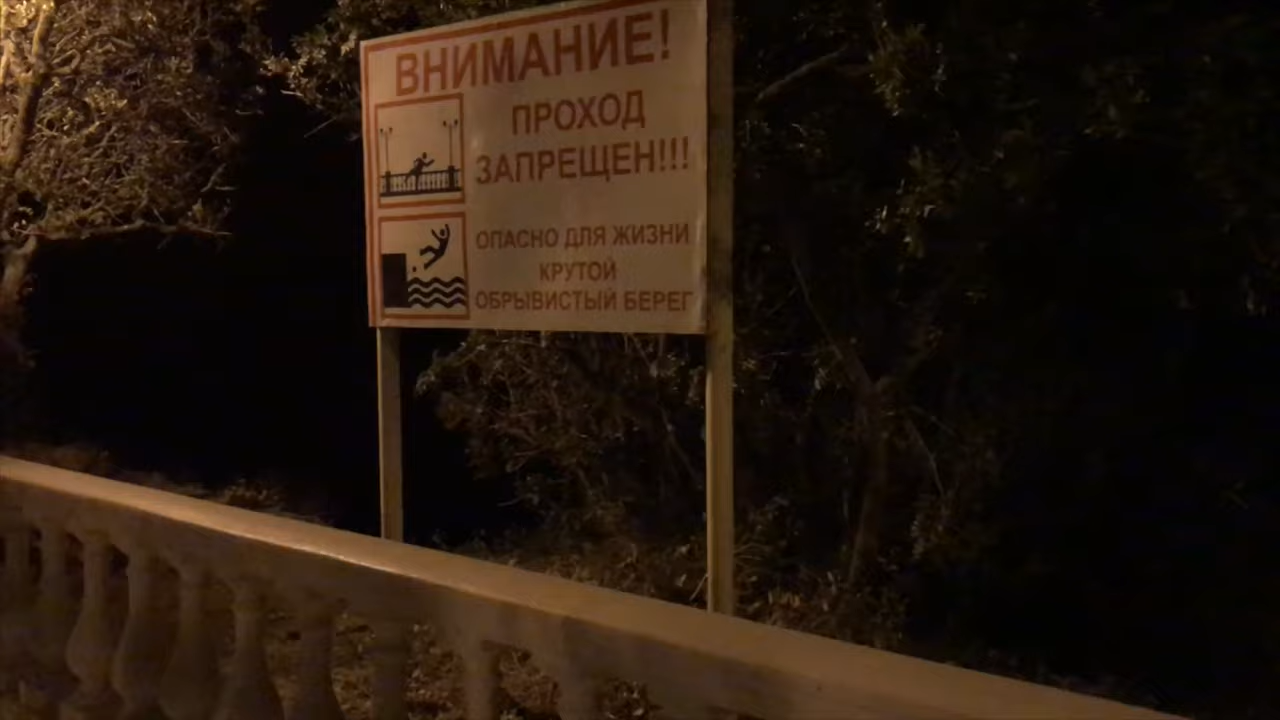 ВНИМАНИЕ!
ПРОХОД
ЗАПРЕЩЕН!!!
ОПАСНО ДЛЯ ЖИЗНИ
КРУТОЙ
ОБРЫВИСТЫЙ БЕРЕГ